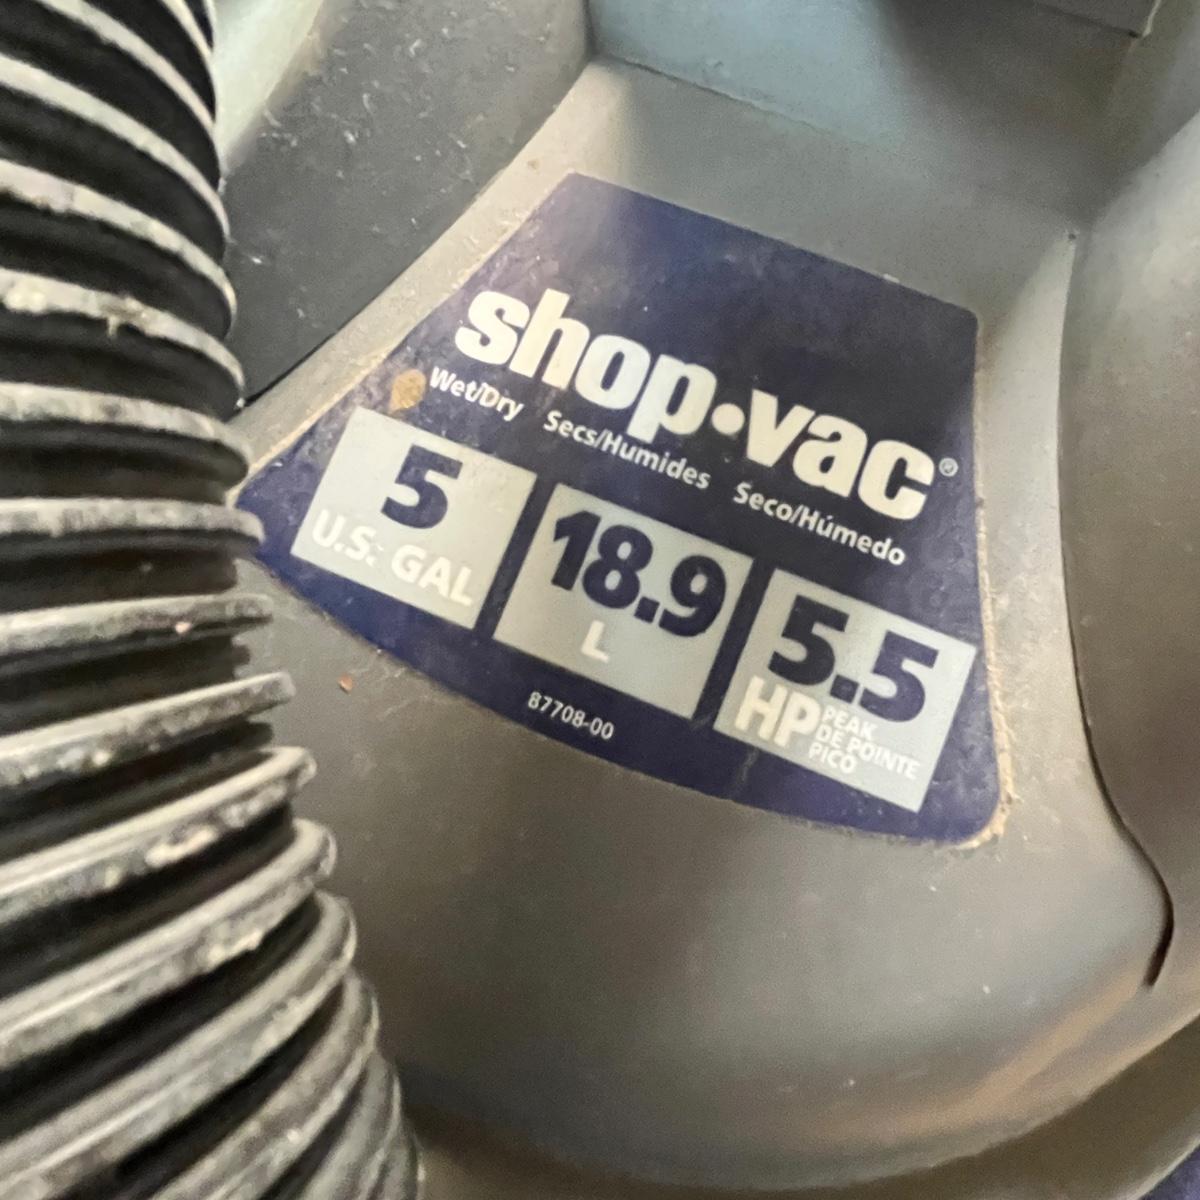 shop·vac®
Wet/Dry Secs/Humides Seco/Húmedo
5
U.S. GAL
18.9
L
5.5
HP PEAK
DE POINTE
PICO
87708-00